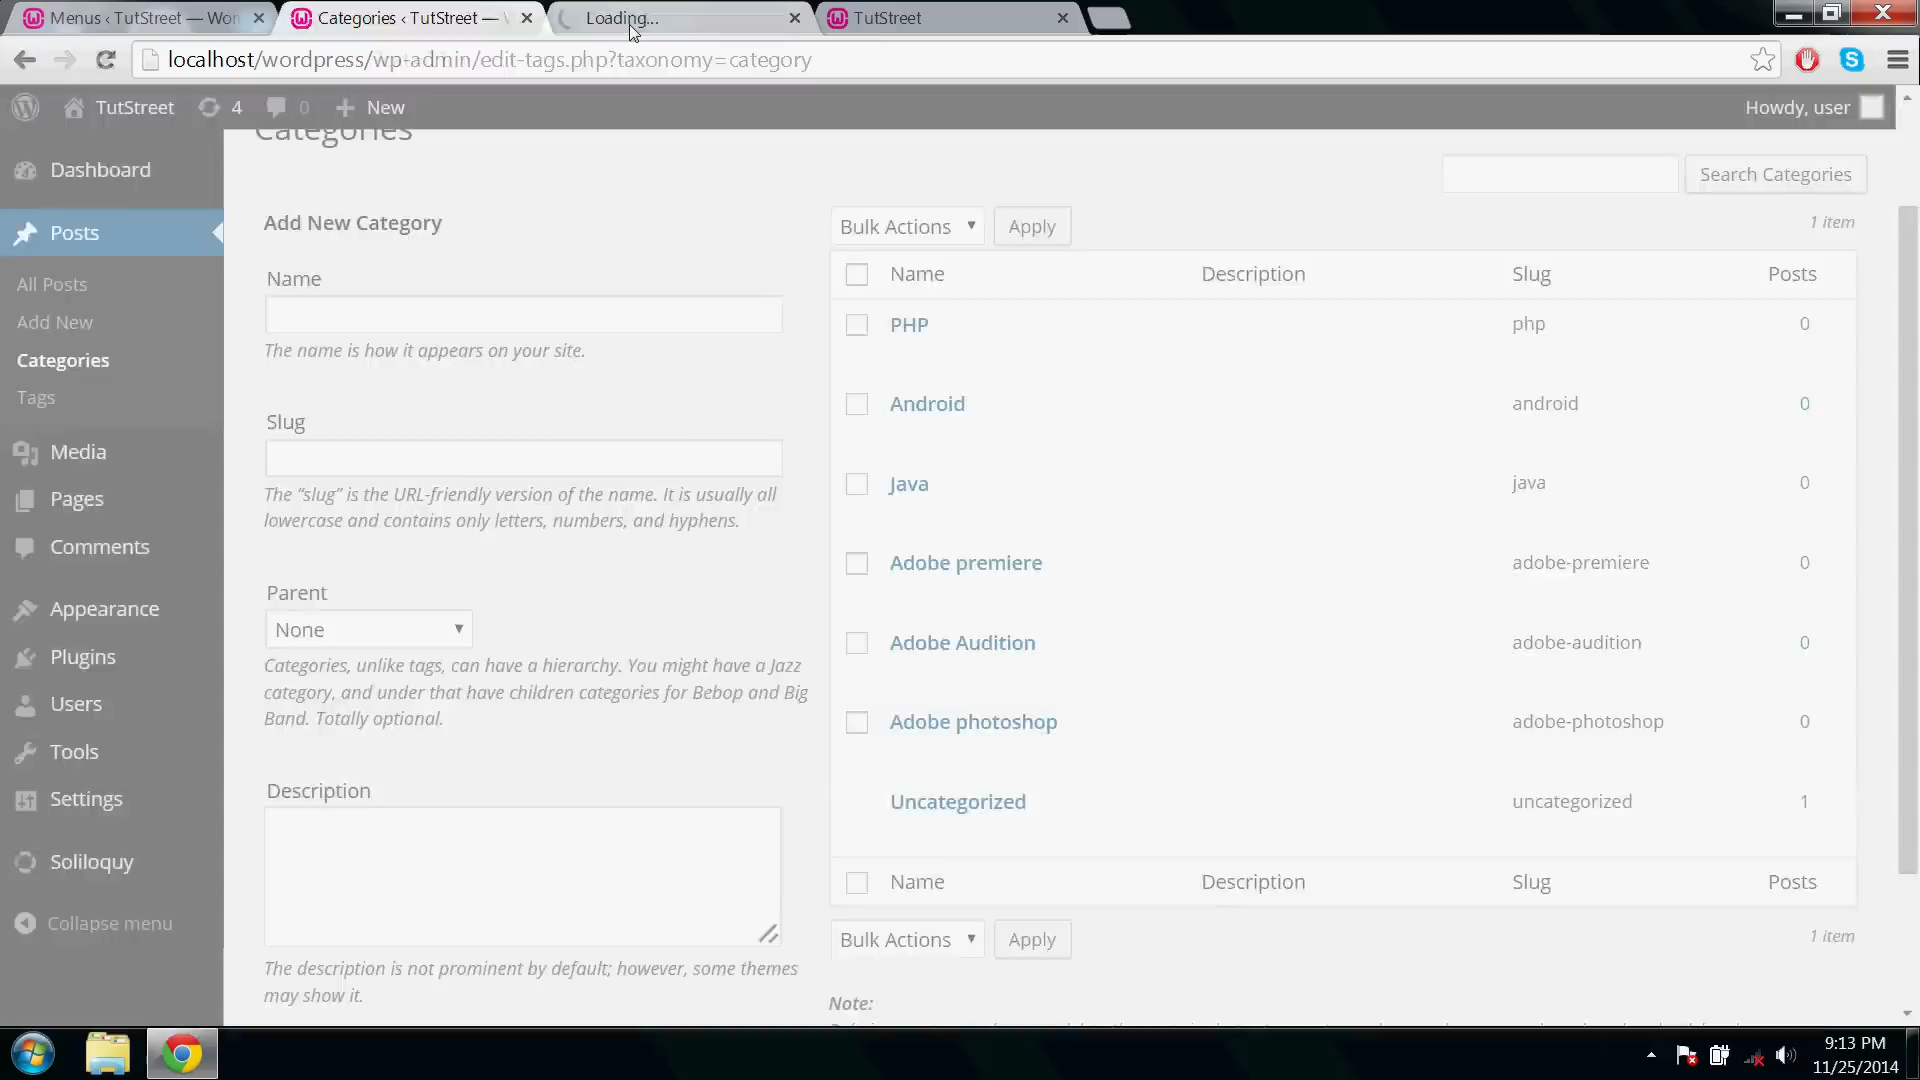 Menus ‹ TutStreet — Wor
Categories ‹ TutStreet —
Loading...
TutStreet
localhost/wordpress/wp-admin/edit-tags.php?taxonomy=category
TutStreet
4
0
New
Howdy, user
Categories
Dashboard
Posts
All Posts
Add New
Categories
Tags
Media
Pages
Comments
Appearance
Plugins
Users
Tools
Settings
Soliloquy
Collapse menu
Search Categories
Add New Category
Name
The name is how it appears on your site.
Slug
The “slug” is the URL-friendly version of the name. It is usually all
lowercase and contains only letters, numbers, and hyphens.
Parent
None
Categories, unlike tags, can have a hierarchy. You might have a Jazz
category, and under that have children categories for Bebop and Big
Band. Totally optional.
Description
The description is not prominent by default; however, some themes
may show it.
Bulk Actions Apply 1 item
Name Description Slug Posts
PHP php 0
Android android 0
Java java 0
Adobe premiere adobe-premiere 0
Adobe Audition adobe-audition 0
Adobe photoshop adobe-photoshop 0
Uncategorized uncategorized 1
Name Description Slug Posts
Bulk Actions Apply 1 item
Note:
9:13 PM
11/25/2014